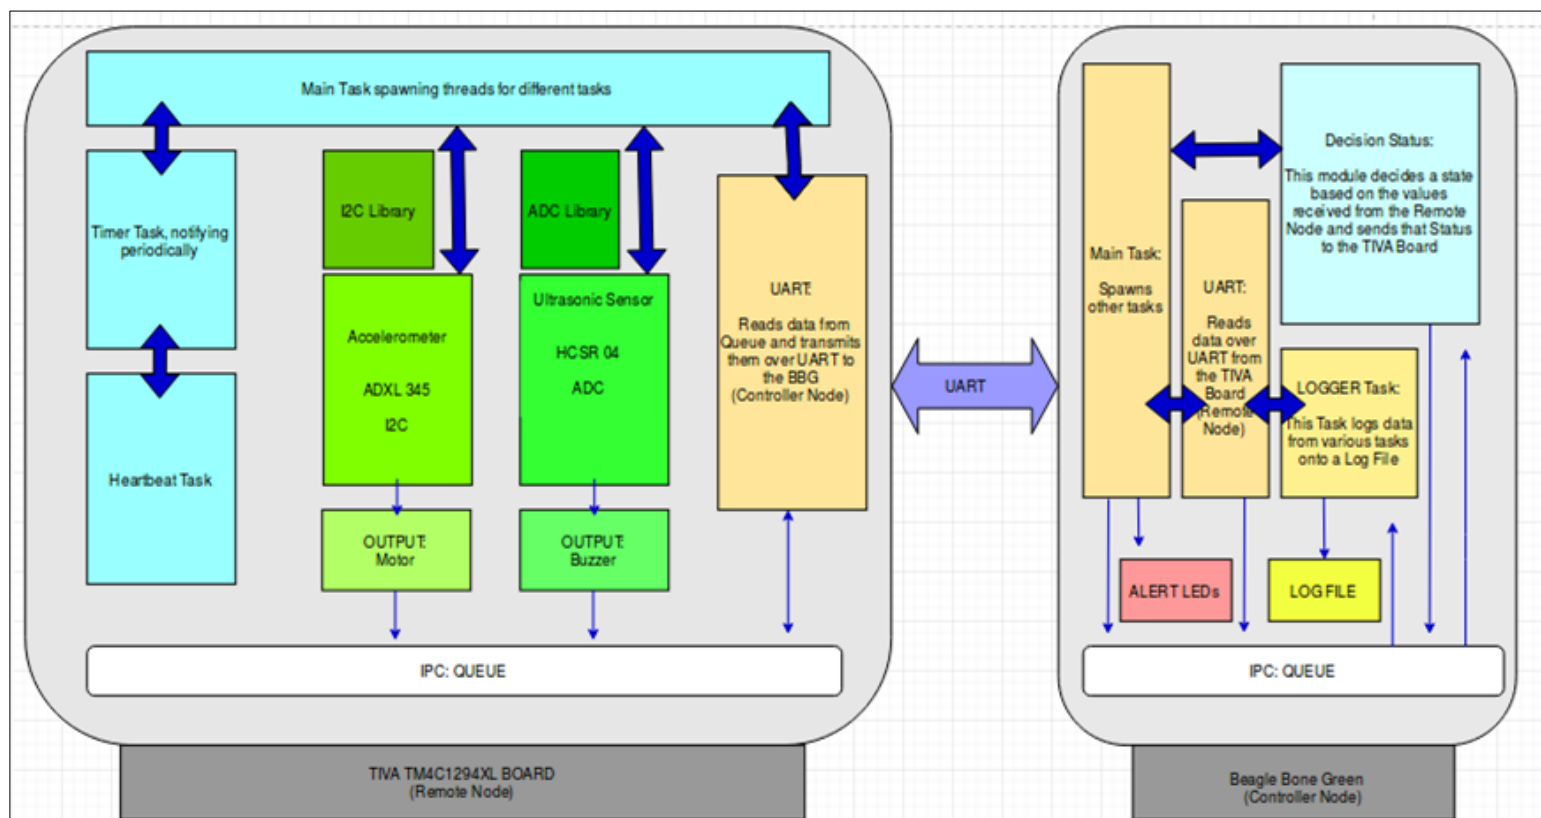 Main Task spawning threads for different tasks
Timer Task, notifying
periodically
Heartbeat Task
I2C Library
Accelerometer
ADXL 345
I2C
OUTPUT:
Motor
ADC Library
Ultrasonic Sensor
HCSR 04
ADC
OUTPUT:
Buzzer
UART:
Reads data from
Queue and transmits
them over UART to
the BBG
(Controller Node)
IPC: QUEUE
TIVA TM4C1294XL BOARD
(Remote Node)
UART
Main Task:
Spawns
other tasks
UART:
Reads
data over
UART from
the TIVA
Board
(Remote
Node)
Decision Status:
This module decides a state
based on the values
received from the Remote
Node and sends that Status
to the TIVA Board
LOGGER Task:
This Task logs data
from various tasks
onto a Log File
ALERT LEDs
LOG FILE
IPC: QUEUE
Beagle Bone Green
(Controller Node)